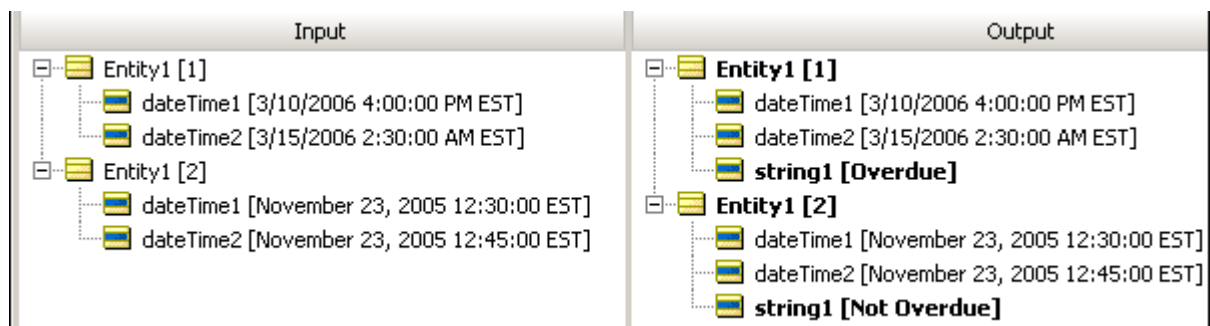 Input
Entity1 [1]
dateTime1 [3/10/2006 4:00:00 PM EST]
dateTime2 [3/15/2006 2:30:00 AM EST]
Entity1 [2]
dateTime1 [November 23, 2005 12:30:00 EST]
dateTime2 [November 23, 2005 12:45:00 EST]
Output
Entity1 [1]
dateTime1 [3/10/2006 4:00:00 PM EST]
dateTime2 [3/15/2006 2:30:00 AM EST]
string1 [Overdue]
Entity1 [2]
dateTime1 [November 23, 2005 12:30:00 EST]
dateTime2 [November 23, 2005 12:45:00 EST]
string1 [Not Overdue]